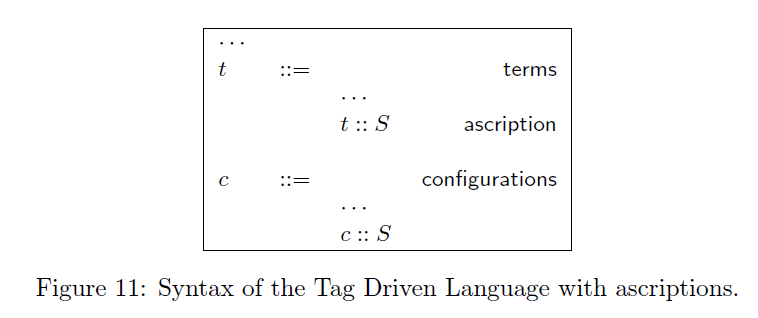 ...
t ::= terms
...
t :: S ascription
c ::= configurations
...
c :: S
Figure 11: Syntax of the Tag Driven Language with ascriptions.